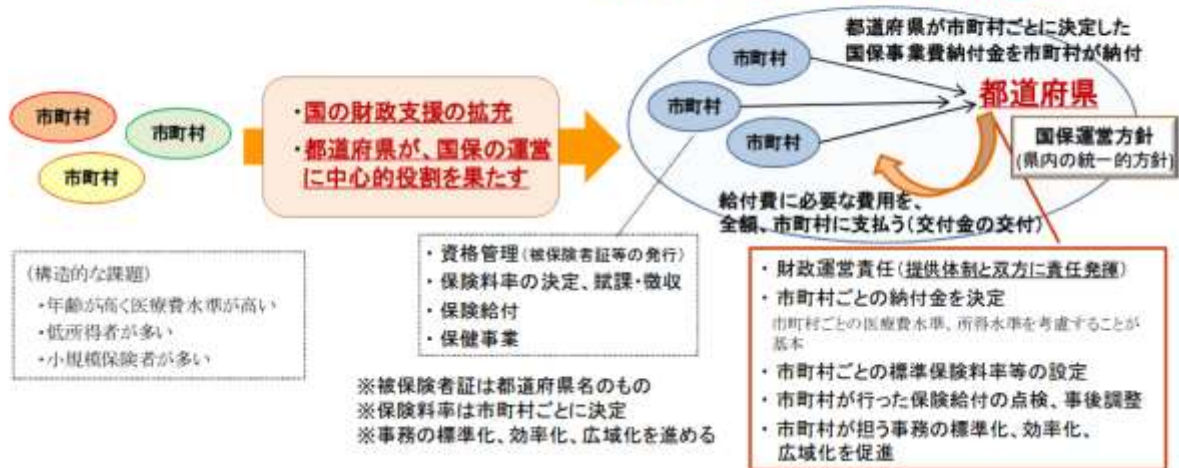 市町村
市町村
市町村
・国の財政支援の拡充
・都道府県が、国保の運営
に中心的役割を果たす
(構造的な課題)
・年齢が高く医療費水準が高い
・低所得者が多い
・小規模保険者が多い
都道府県が市町村ごとに決定した
国保事業費納付金を市町村が納付
市町村
市町村
市町村
都道府県
国保運営方針
(県内の統一的方針)
給付費に必要な費用を、
全額、市町村に支払う(交付金の交付)
・ 資格管理(被保険者証等の発行)
・ 保険料率の決定、賦課・徴収
・ 保険給付
・ 保健事業
※被保険者証は都道府県名のもの
※保険料率は市町村ごとに決定
※事務の標準化、効率化、広域化を進める
・ 財政運営責任(提供体制と双方に責任発揮)
・ 市町村ごとの納付金を決定
市町村ごとの医療費水準、所得水準を考慮することが
基本
・ 市町村ごとの標準保険料率等の設定
・ 市町村が行った保険給付の点検、事後調整
・ 市町村が担う事務の標準化、効率化、
広域化を促進